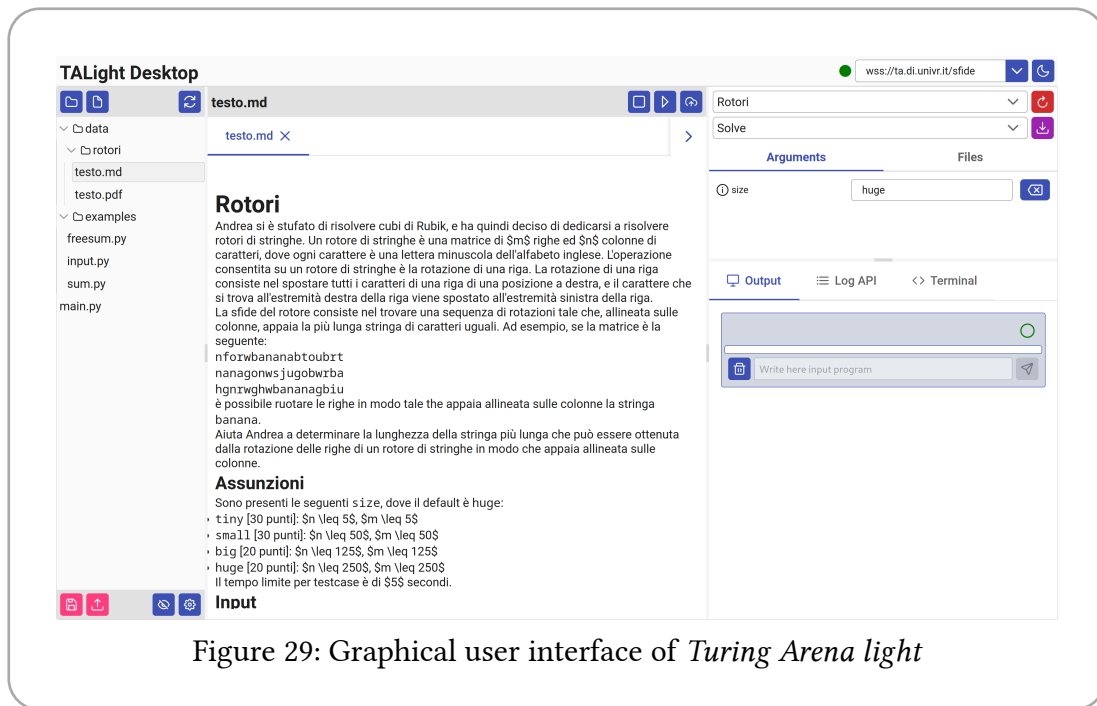 TALight Desktop
wss://ta.di.univr.it/sfide
testo.md
data
rotori
testo.md
testo.pdf
examples
freesum.py
input.py
sum.py
main.py
testo.md
Rotori
Andrea si è stufato di risolvere cubi di Rubik, e ha quindi deciso di dedicarsi a risolvere
rotori di stringhe. Un rotore di stringhe è una matrice di $m$ righe ed $n$ colonne di
caratteri, dove ogni carattere è una lettera minuscola dell'alfabeto inglese. L'operazione
consentita su un rotore di stringhe è la rotazione di una riga. La rotazione di una riga
consiste nel spostare tutti i caratteri di una riga di una posizione a destra, e il carattere che
si trova all'estremità destra della riga viene spostato all'estremità sinistra della riga.
La sfide del rotore consiste nel trovare una sequenza di rotazioni tale che, allineata sulle
colonne, appaia la più lunga stringa di caratteri uguali. Ad esempio, se la matrice è la
seguente:
nforwbananabtoubrt
nanagonwsjugobwrba
hgnrwghwbananagbiu
è possibile ruotare le righe in modo tale the appaia allineata sulle colonne la stringa
banana.
Aiuta Andrea a determinare la lunghezza della stringa più lunga che può essere ottenuta
dalla rotazione delle righe di un rotore di stringhe in modo che appaia allineata sulle
colonne.
Assunzioni
Sono presenti le seguenti size, dove il default è huge:
tiny [30 punti]: $n \leq 5$, $m \leq 5$
small [30 punti]: $n \leq 50$, $m \leq 50$
big [20 punti]: $n \leq 125$, $m \leq 125$
huge [20 punti]: $n \leq 250$, $m \leq 250$
Il tempo limite per testcase è di $5$ secondi.
Input
Rotori
Solve
Arguments Files
size huge
Output Log API Terminal
Write here input program
Figure 29: Graphical user interface of Turing Arena light